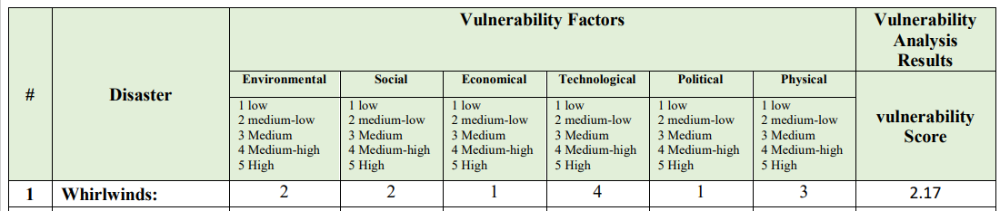 #
Disaster
Vulnerability Factors
Vulnerability
Analysis
Results
Environmental
Social
Economical
Technological
Political
Physical
1 low
2 medium-low
3 Medium
4 Medium-high
5 High
1 low
2 medium-low
3 Medium
4 Medium-high
5 High
1 low
2 medium-low
3 Medium
4 Medium-high
5 High
1 low
2 medium-low
3 Medium
4 Medium-high
5 High
1 low
2 medium-low
3 Medium
4 Medium-high
5 High
1 low
2 medium-low
3 Medium
4 Medium-high
5 High
vulnerability
Score
1 Whirlwinds: 2 2 1 4 1 3 2.17